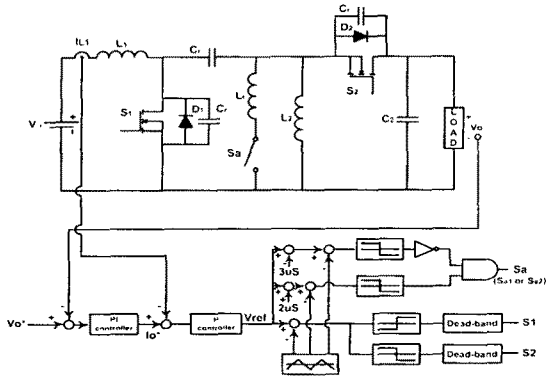 IL1
L1
C1
S1
D1
Cr
Lr
Sa
L2
Cr
D2
S2
C2
LOAD
+
Vo
-
Vo*
PI
controller
Io*
controller
Vref
3uS
2uS
Sa
(Sa1 or Sa2)
Dead-band
S1
Dead-band
S2